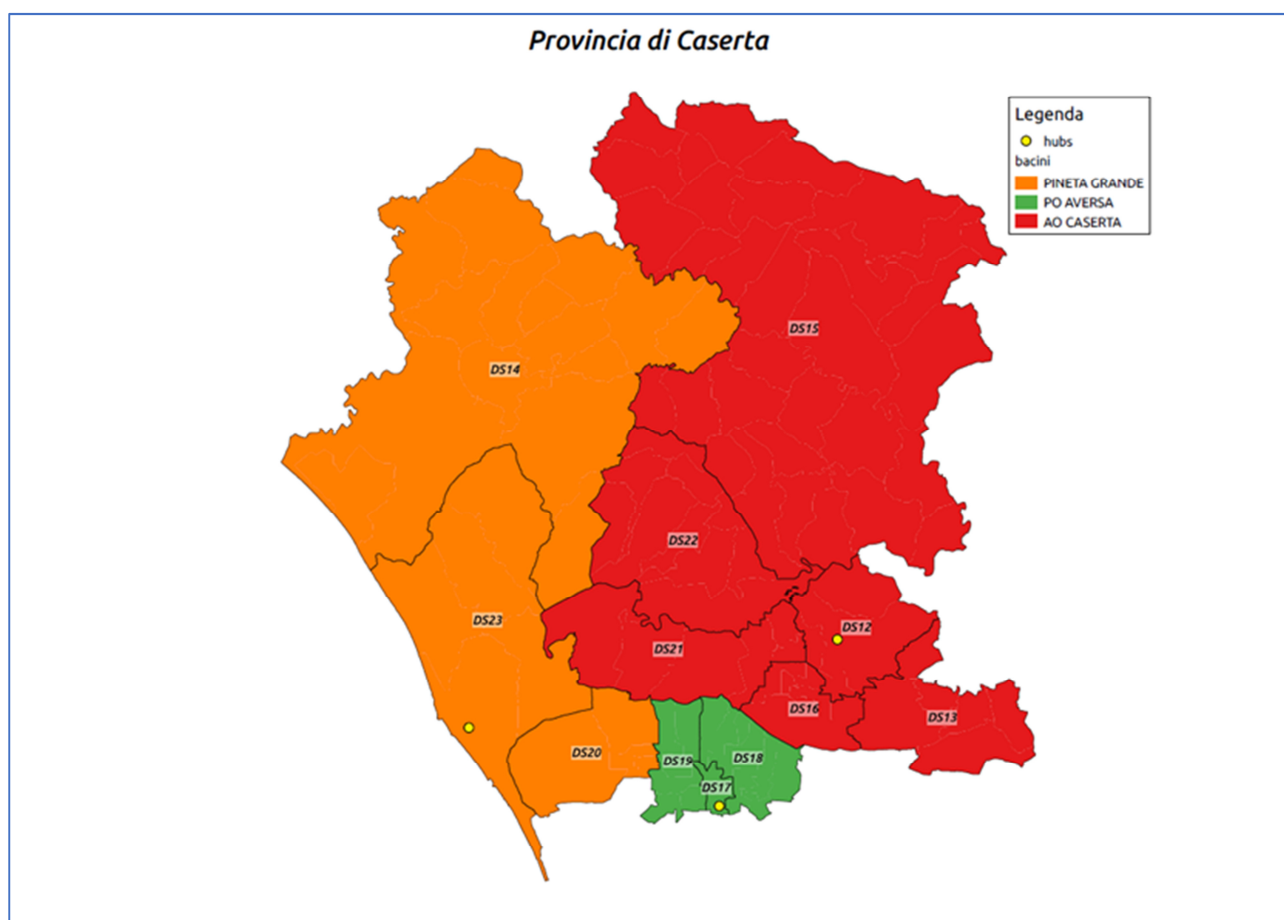 Provincia di Caserta
Legenda
hubs
bacini
PINETA GRANDE
PO AVERSA
AO CASERTA
DS15
DS14
DS22
DS23
DS12
DS21
DS16
DS13
DS20
DS19
DS18
DS17